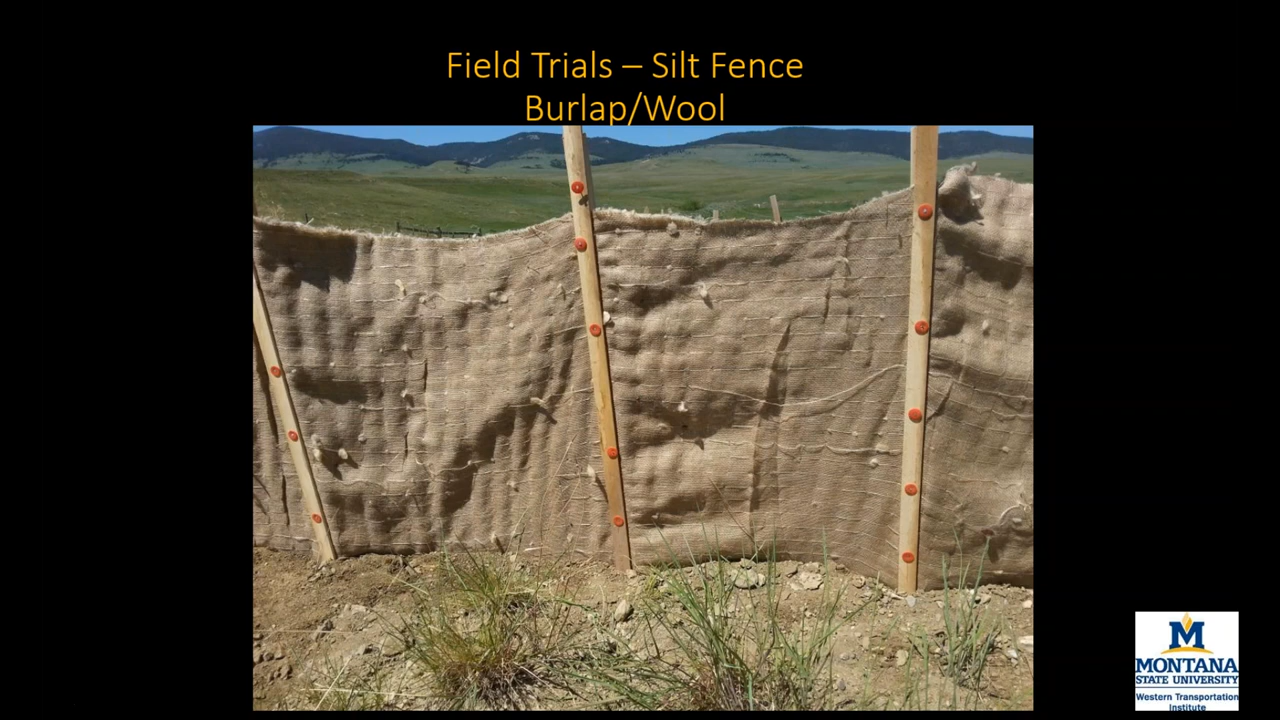 Field Trials – Silt Fence
Burlap/Wool
M
MONTANA
STATE UNIVERSITY
Western Transportation
Institute